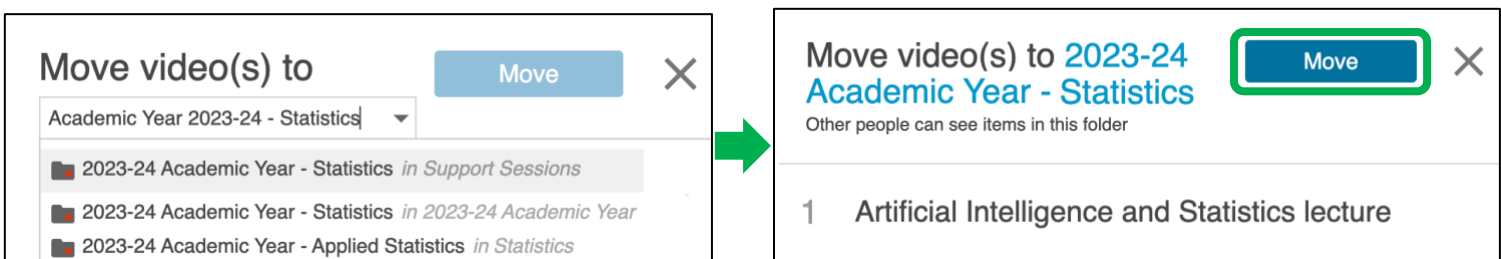 Move video(s) to
Move
Academic Year 2023-24 - Statistics
2023-24 Academic Year - Statistics in Support Sessions
2023-24 Academic Year - Statistics in 2023-24 Academic Year
2023-24 Academic Year - Applied Statistics in Statistics
Move video(s) to 2023-24
Academic Year - Statistics
Move
Other people can see items in this folder
1 Artificial Intelligence and Statistics lecture